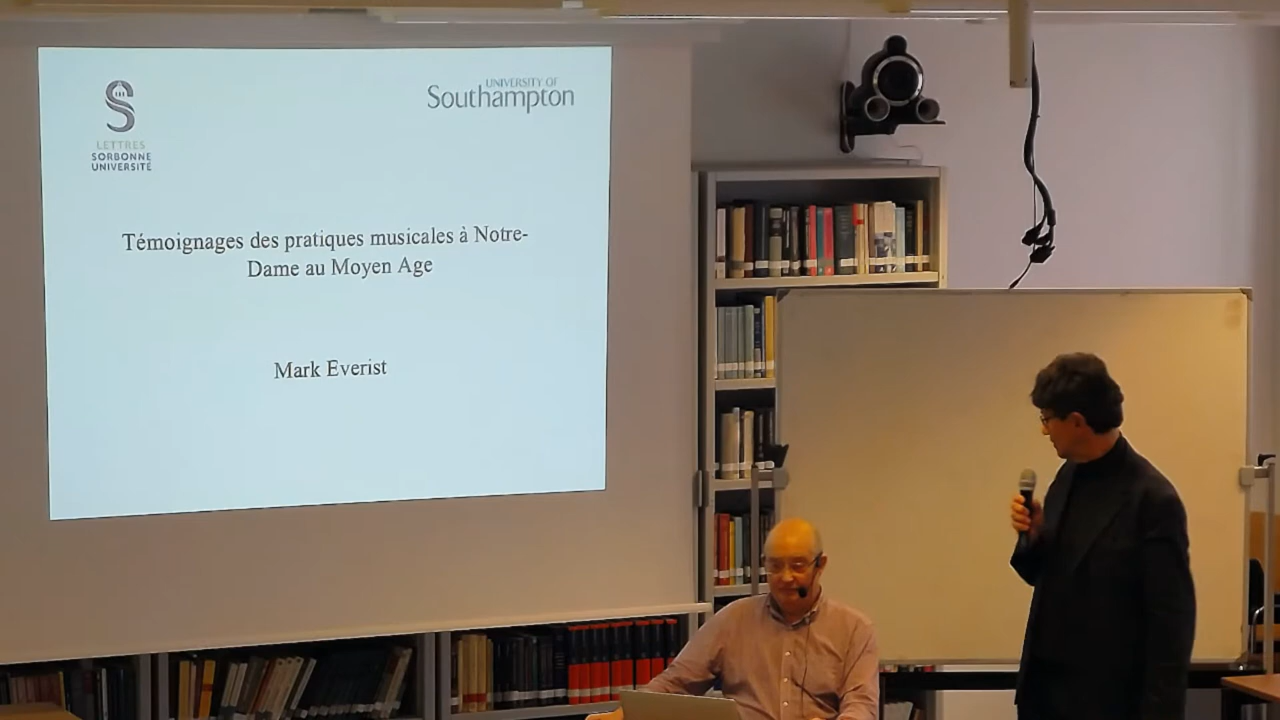 UNIVERSITY OF
Southampton
LETTRES
SORBONNE
UNIVERSITÉ
Témoignages des pratiques musicales à Notre-
Dame au Moyen Age
Mark Everist